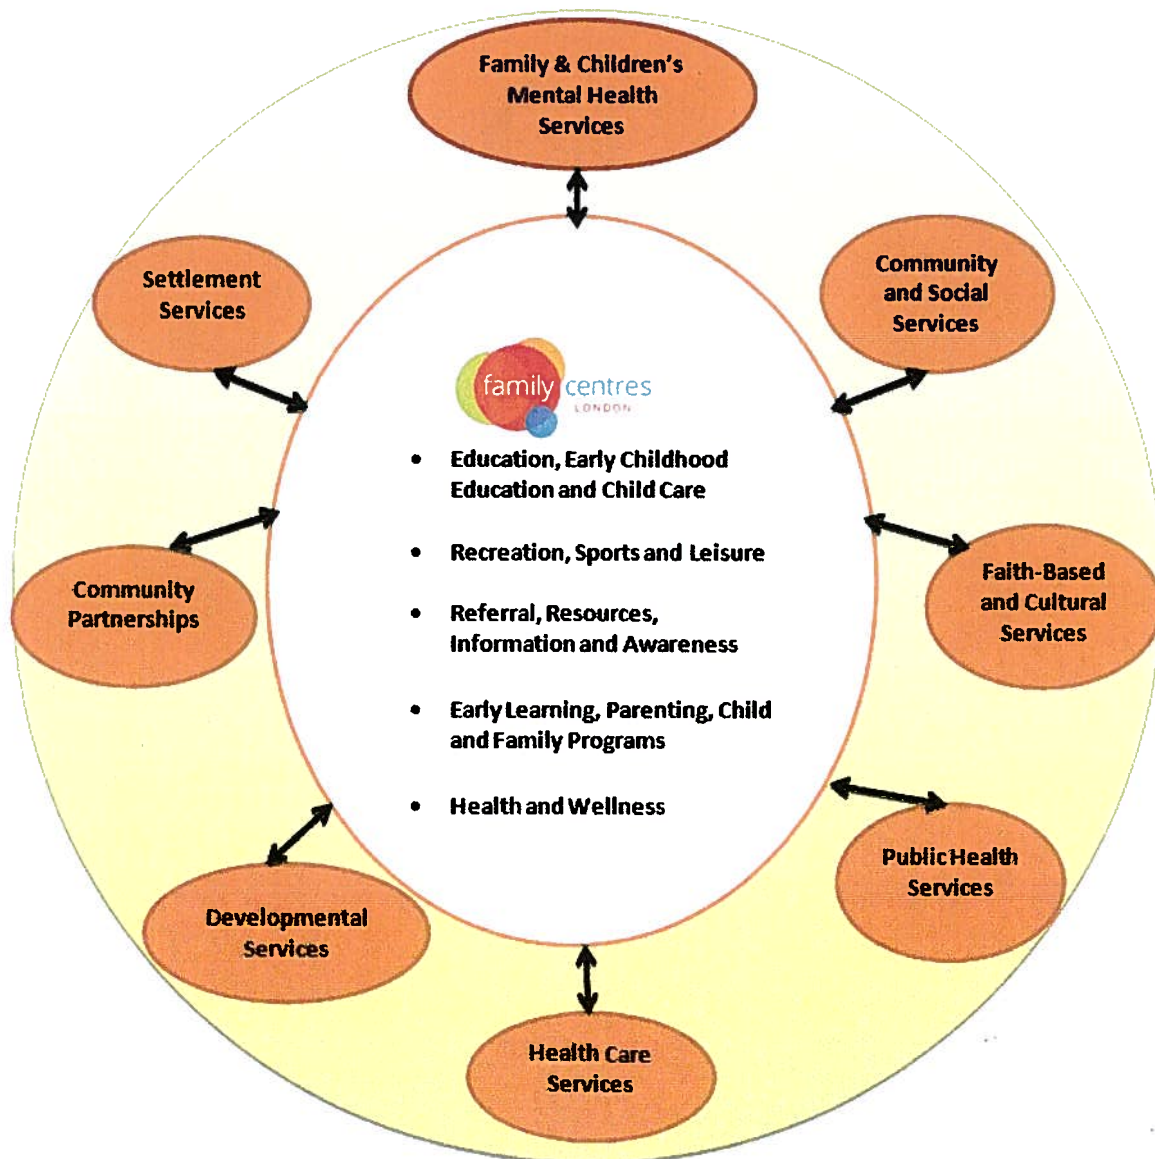 Family & Children's
Mental Health
Services
Settlement
Services
Community
and Social
Services
family centres
LONDON
• Education, Early Childhood
Education and Child Care
• Recreation, Sports and Leisure
• Referral, Resources,
Information and Awareness
• Early Learning, Parenting, Child
and Family Programs
• Health and Wellness
Community
Partnerships
Faith-Based
and Cultural
Services
Developmental
Services
Public Health
Services
Health Care
Services